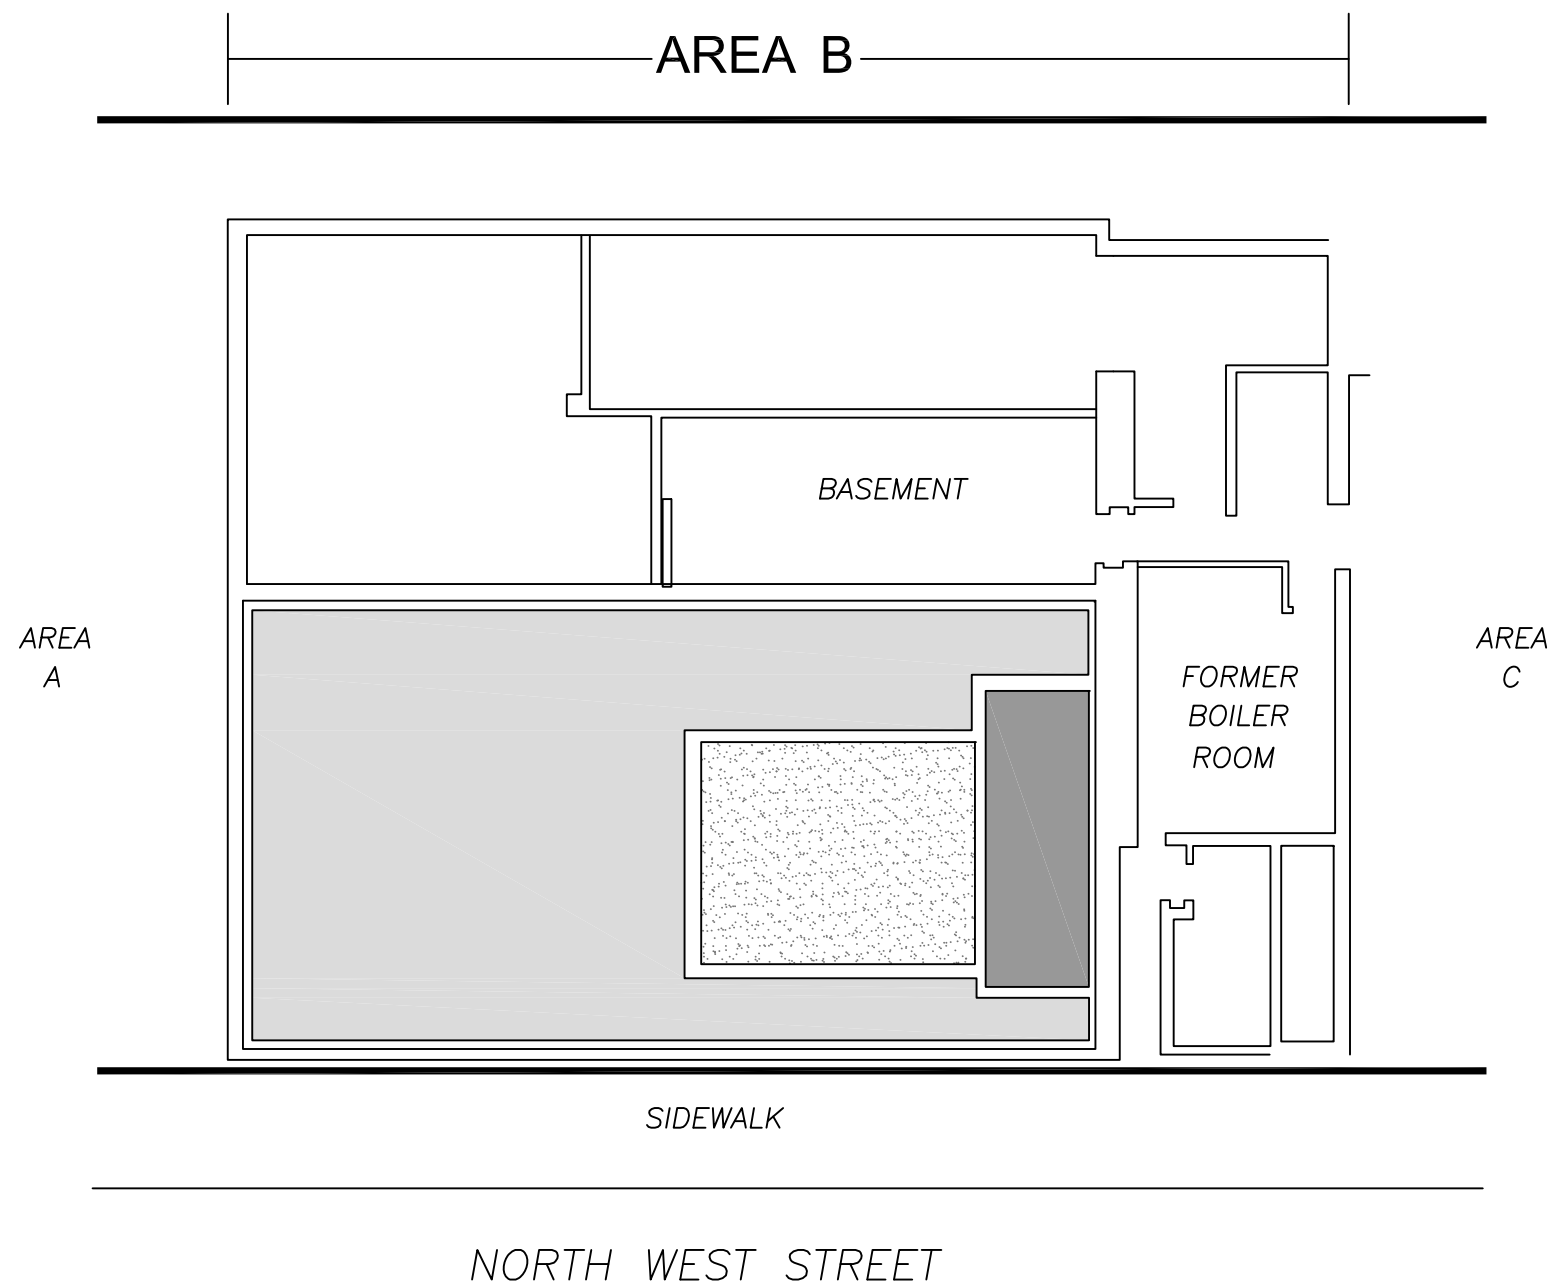 AREA B
BASEMENT
AREA
A
AREA
C
FORMER
BOILER
ROOM
SIDEWALK
NORTH WEST STREET